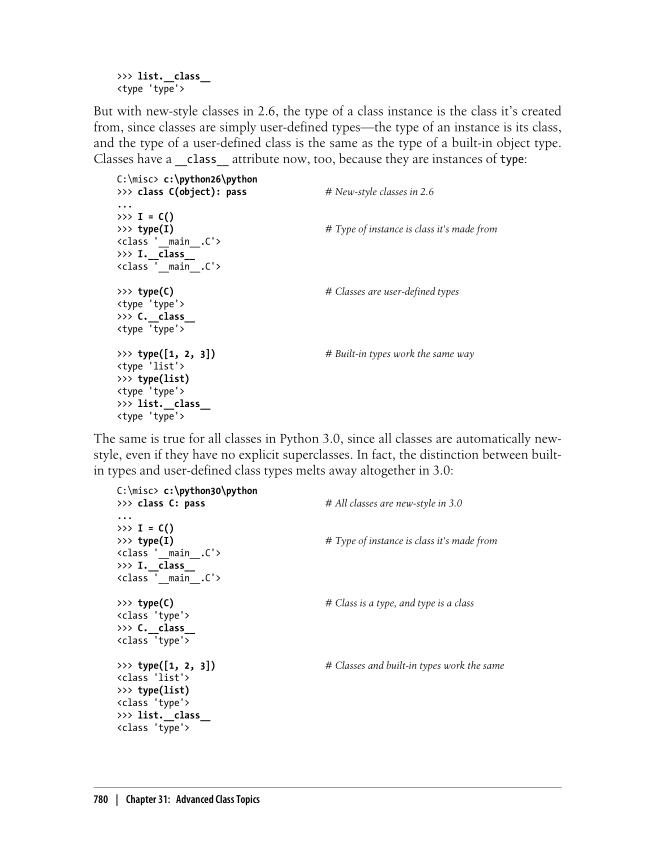 >>> list.__class__
<type 'type'>
But with new-style classes in 2.6, the type of a class instance is the class it's created
from, since classes are simply user-defined types—the type of an instance is its class,
and the type of a user-defined class is the same as the type of a built-in object type.
Classes have a __class__ attribute now, too, because they are instances of type:
C:\misc> c:\python26\python
>>> class C(object): pass # New-style classes in 2.6
...
>>> I = C()
>>> type(I) # Type of instance is class it's made from
<class '__main__.C'>
>>> I.__class__
<class '__main__.C'>
>>> type(C) # Classes are user-defined types
<type 'type'>
>>> C.__class__
<type 'type'>
>>> type([1, 2, 3]) # Built-in types work the same way
<type 'list'>
>>> type(list)
<type 'type'>
>>> list.__class__
<type 'type'>
The same is true for all classes in Python 3.0, since all classes are automatically new-
style, even if they have no explicit superclasses. In fact, the distinction between built-
in types and user-defined class types melts away altogether in 3.0:
C:\misc> c:\python30\python
>>> class C: pass # All classes are new-style in 3.0
...
>>> I = C()
>>> type(I) # Type of instance is class it's made from
<class '__main__.C'>
>>> I.__class__
<class '__main__.C'>
>>> type(C) # Class is a type, and type is a class
<class 'type'>
>>> C.__class__
<class 'type'>
>>> type([1, 2, 3]) # Classes and built-in types work the same
<class 'list'>
>>> type(list)
<class 'type'>
>>> list.__class__
<class 'type'>
780 | Chapter 31: Advanced Class Topics